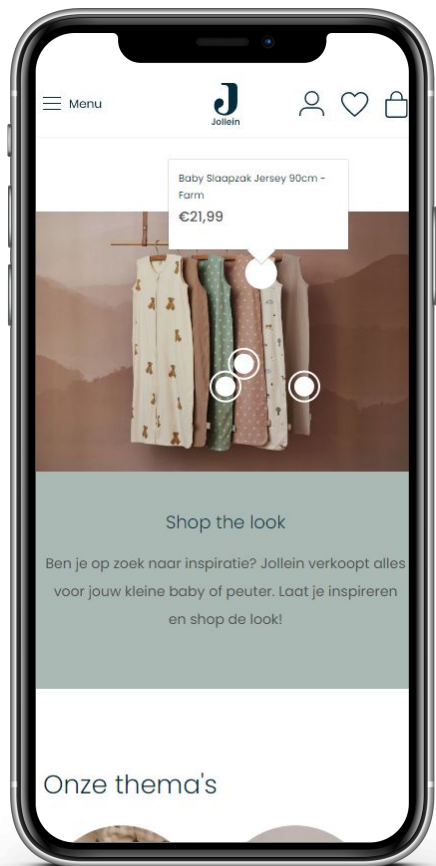 Menu
Jollein
Baby Slaapzak Jersey 90cm -
Farm
€21,99
Shop the look
Ben je op zoek naar inspiratie? Jollein verkoopt alles
voor jouw kleine baby of peuter. Laat je inspireren
en shop de look!
Onze thema's